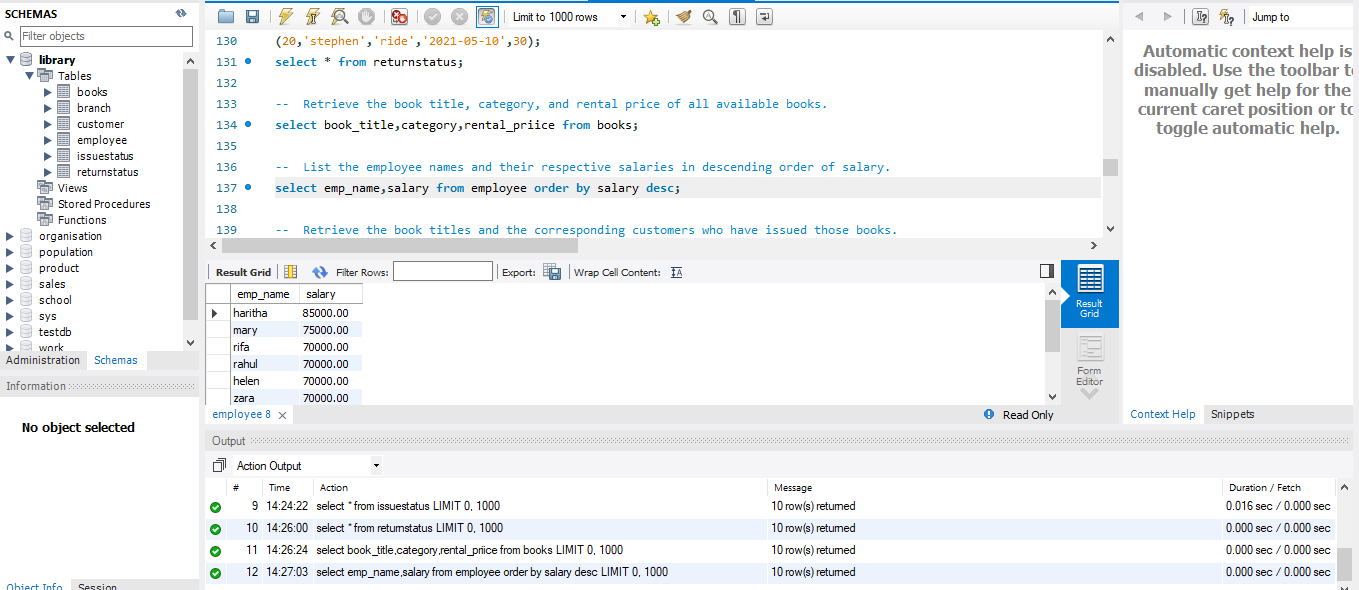 SCHEMAS
Filter objects
library
Tables
books
branch
customer
employee
issuestatus
returnstatus
Views
Stored Procedures
Functions
organisation
population
product
sales
school
sys
testdb
work
Administration Schemas
Information
No object selected
Object Info Session
Limit to 1000 rows
130 (20,'stephen','ride','2021-05-10',30);
131 select * from returnstatus;
132
133 -- Retrieve the book title, category, and rental price of all available books.
134 select book_title,category,rental_priice from books;
135
136 -- List the employee names and their respective salaries in descending order of salary.
137 select emp_name,salary from employee order by salary desc;
138
139 -- Retrieve the book titles and the corresponding customers who have issued those books.
Result Grid Filter Rows: Export: Wrap Cell Content:
emp_name salary
haritha 85000.00
mary 75000.00
rifa 70000.00
rahul 70000.00
helen 70000.00
zara 70000.00
Result
Grid
Form
Editor
employee 8 Read Only
Output
Action Output
# Time Action Message Duration / Fetch
9 14:24:22 select * from issuestatus LIMIT 0, 1000 10 row(s) returned 0.016 sec / 0.000 sec
10 14:26:00 select * from returnstatus LIMIT 0, 1000 10 row(s) returned 0.000 sec / 0.000 sec
11 14:26:24 select book_title,category,rental_priice from books LIMIT 0, 1000 10 row(s) returned 0.000 sec / 0.000 sec
12 14:27:03 select emp_name,salary from employee order by salary desc LIMIT 0, 1000 10 row(s) returned 0.000 sec / 0.000 sec
Jump to
Automatic context help is
disabled. Use the toolbar to
manually get help for the
current caret position or to
toggle automatic help.
Context Help Snippets